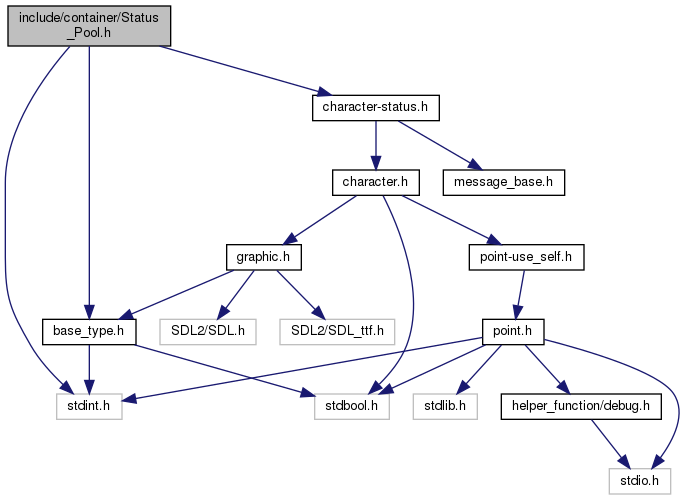 include/container/Status
_Pool.h
character-status.h
character.h
message_base.h
graphic.h
point-use_self.h
base_type.h
SDL2/SDL.h
SDL2/SDL_ttf.h
point.h
stdint.h
stdbool.h
stdlib.h
helper_function/debug.h
stdio.h